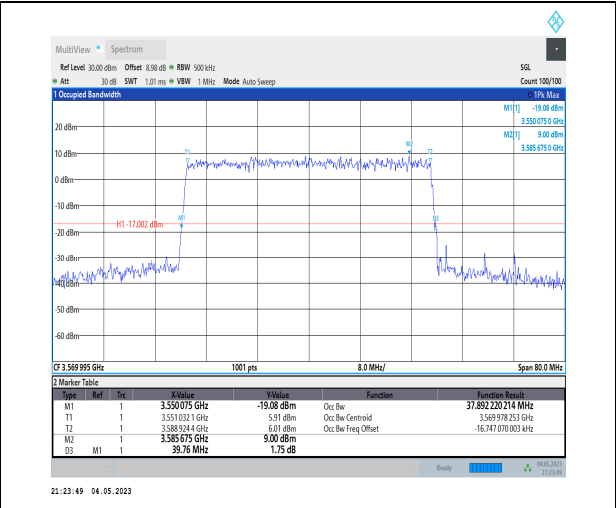 MultiView Spectrum
Ref Level 30.00 dBm Offset 8.98 dB RBW 500 kHz SGL
Att 30 dB SWT 1.01 ms VBW 1 MHz Mode Auto Sweep Count 100/100
1 Occupied Bandwidth 1Pk Max
M1[1] -19.08 dBm
3.550 075 0 GHz
M2[1] 9.00 dBm
3.585 675 0 GHz
20 dBm
10 dBm
0 dBm
-10 dBm
-20 dBm
-30 dBm
-40 dBm
-50 dBm
-60 dBm
T1
M2
T2
M1
D3
H1 -17.002 dBm
CF 3.569 995 GHz 1001 pts 8.0 MHz/ Span 80.0 MHz
2 Marker Table
Type Ref Trc X-Value Y-Value Function Function Result
M1 1 3.550 075 GHz -19.08 dBm Occ Bw 37.892 220 214 MHz
T1 1 3.551 032 1 GHz 5.91 dBm Occ Bw Centroid 3.569 978 253 GHz
T2 1 3.588 924 4 GHz 6.01 dBm Occ Bw Freq Offset -16.747 070 003 kHz
M2 1 3.585 675 GHz 9.00 dBm
D3 M1 1 39.76 MHz 1.75 dB
Ready 04.05.2023
21:23:49
21:23:49 04.05.2023